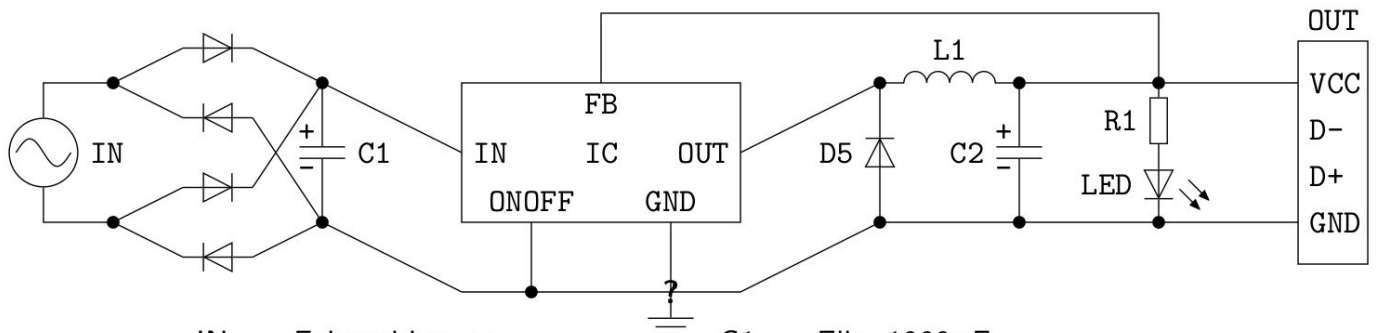 OUT
L1
FB
VCC
+
+
R1
D-
IN
C1
IN
IC
OUT
D5
C2
-
-
D+
LED
ONOFF
GND
GND
?